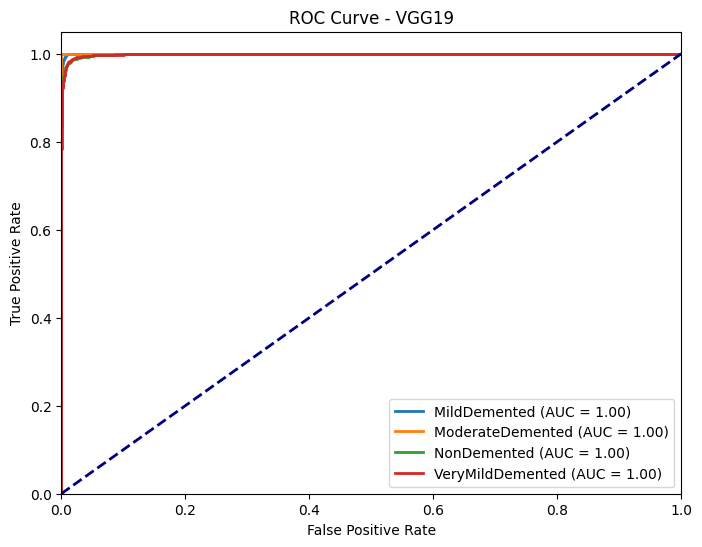 ROC Curve - VGG19
True Positive Rate
1.0
0.8
0.6
0.4
0.2
0.0
0.0 0.2 0.4 0.6 0.8 1.0
False Positive Rate
MildDemented (AUC = 1.00)
ModerateDemented (AUC = 1.00)
NonDemented (AUC = 1.00)
VeryMildDemented (AUC = 1.00)